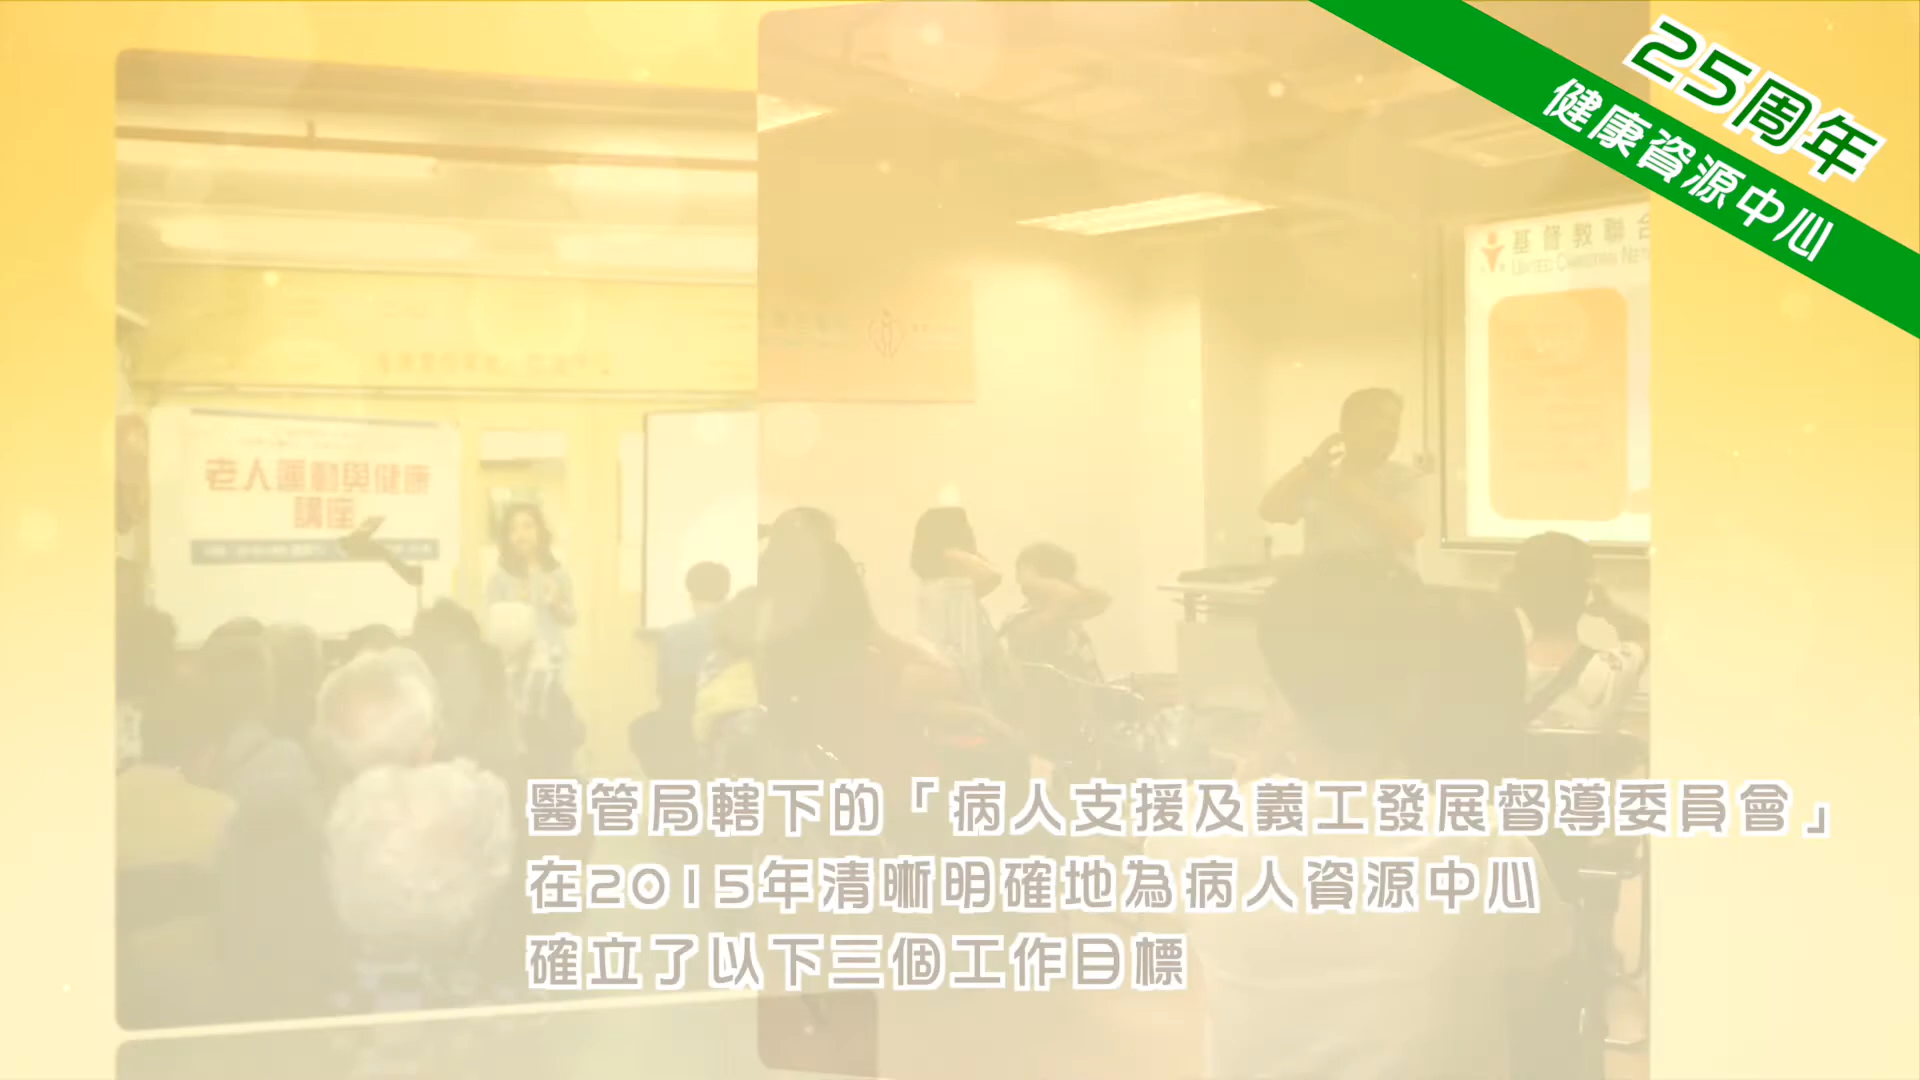 25周年
健康資源中心
基督教聯合
UNITED CHRISTIAN NET
老人運動與健康
講座
醫管局轄下的「病人支援及義工發展督導委員會」
在2015年清晰明確地為病人資源中心
確立了以下三個工作目標